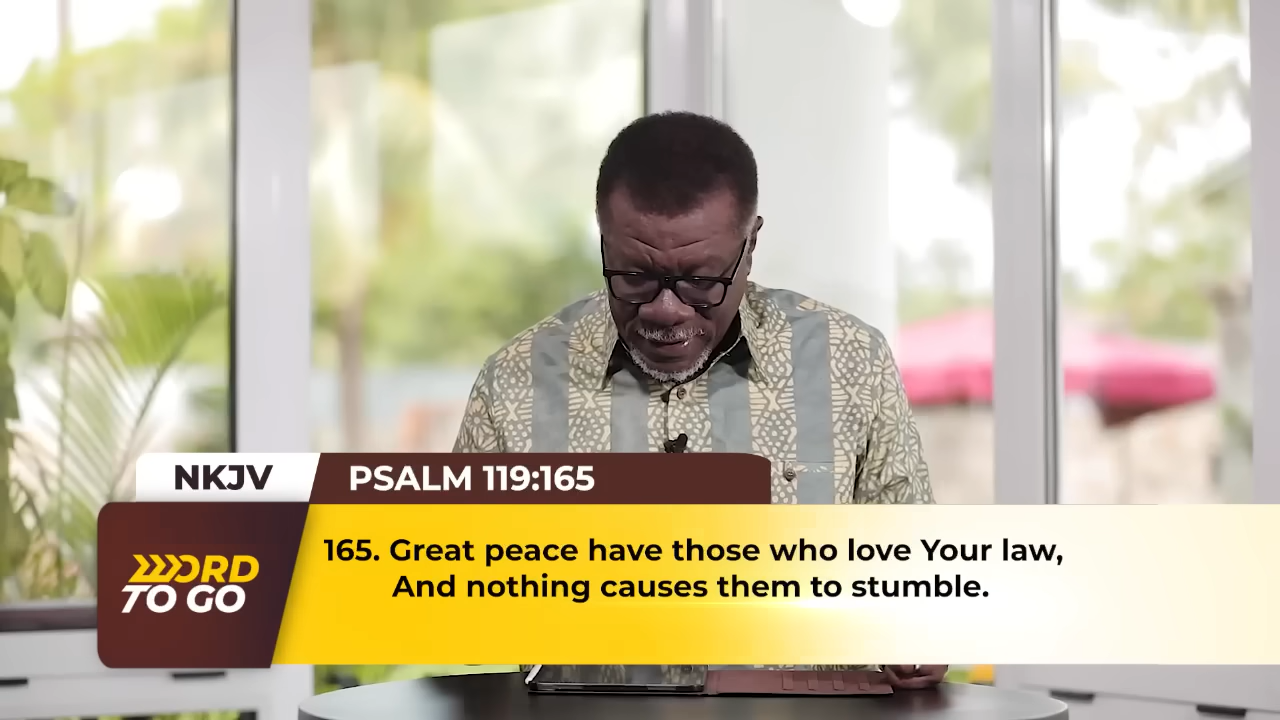 NKJV PSALM 119:165
165. Great peace have those who love Your law,
And nothing causes them to stumble.
WORD
TO GO